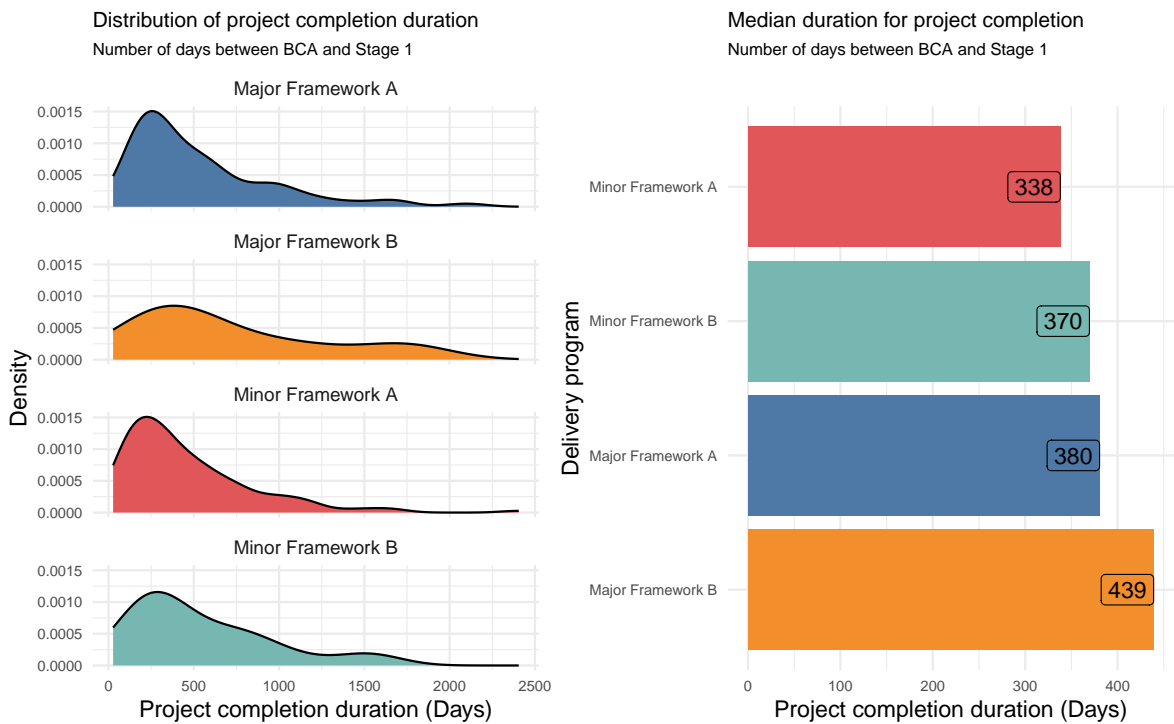 Distribution of project completion duration
Number of days between BCA and Stage 1
Major Framework A
0.0015
0.0010
0.0005
0.0000
Major Framework B
0.0015
0.0010
0.0005
0.0000
Minor Framework A
0.0015
0.0010
0.0005
0.0000
Minor Framework B
0.0015
0.0010
0.0005
0.0000
Density
0 500 1000 1500 2000 2500
Project completion duration (Days)
Median duration for project completion
Number of days between BCA and Stage 1
Delivery program
Minor Framework A
338
Minor Framework B
370
Major Framework A
380
Major Framework B
439
0 100 200 300 400
Project completion duration (Days)